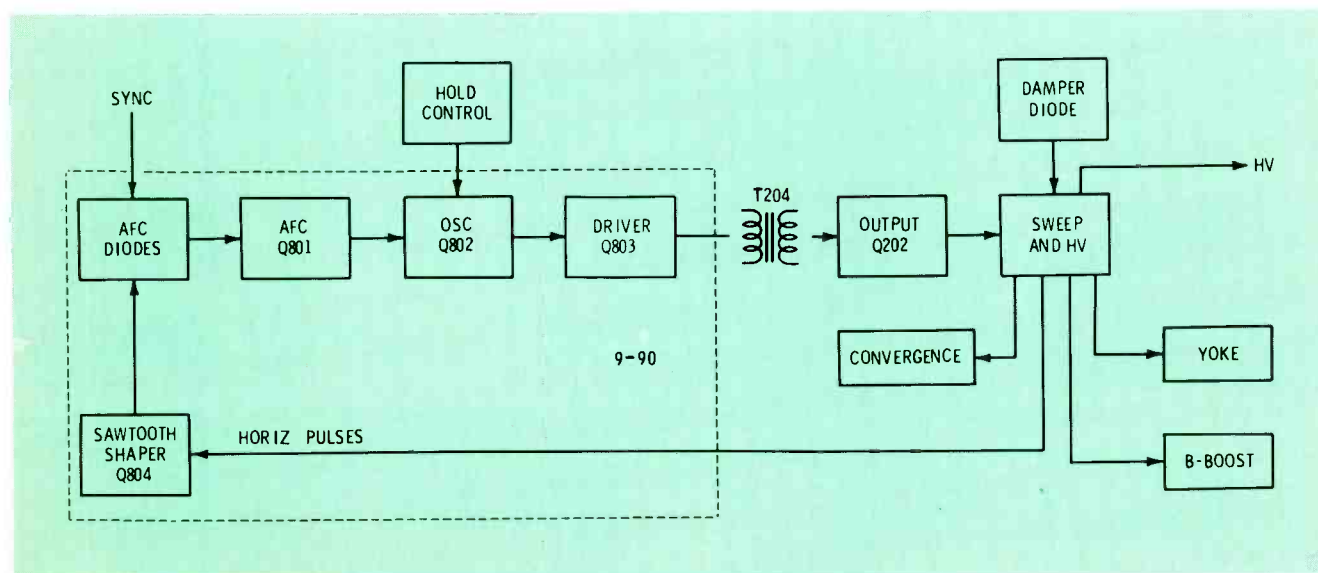 SYNC
HOLD
CONTROL
DAMPER
DIODE
HV
AFC
DIODES
AFC
Q801
OSC
Q802
DRIVER
Q803
T204
OUTPUT
Q202
SWEEP
AND HV
9-90
CONVERGENCE
YOKE
SAWTOOTH
SHAPER
Q804
HORIZ PULSES
B-BOOST